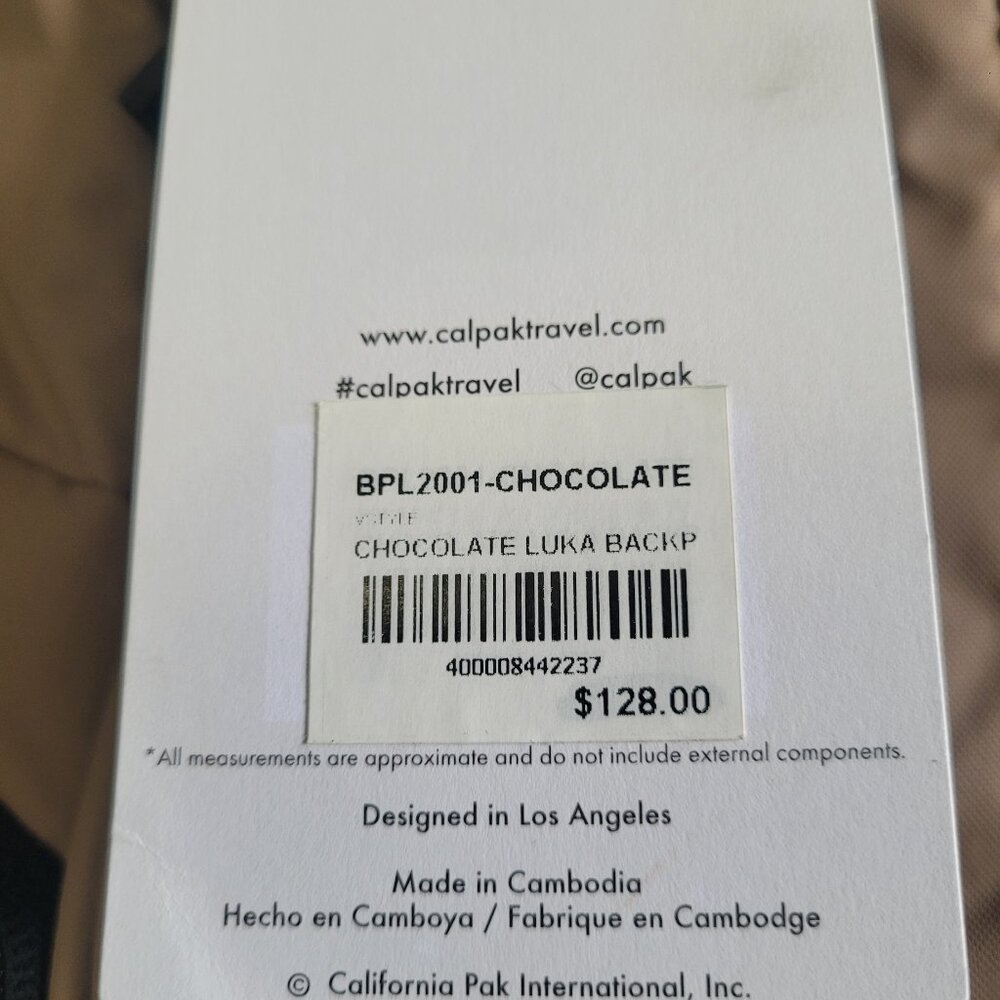 www.calpaktravel.com
#calpaktravel @calpak
BPL2001-CHOCOLATE
CHOCOLATE LUKA BACKP
400008442237
$128.00
*All measurements are approximate and do not include external components.
Designed in Los Angeles
Made in Cambodia
Hecho en Camboya / Fabrique en Cambodge
© California Pak International, Inc.